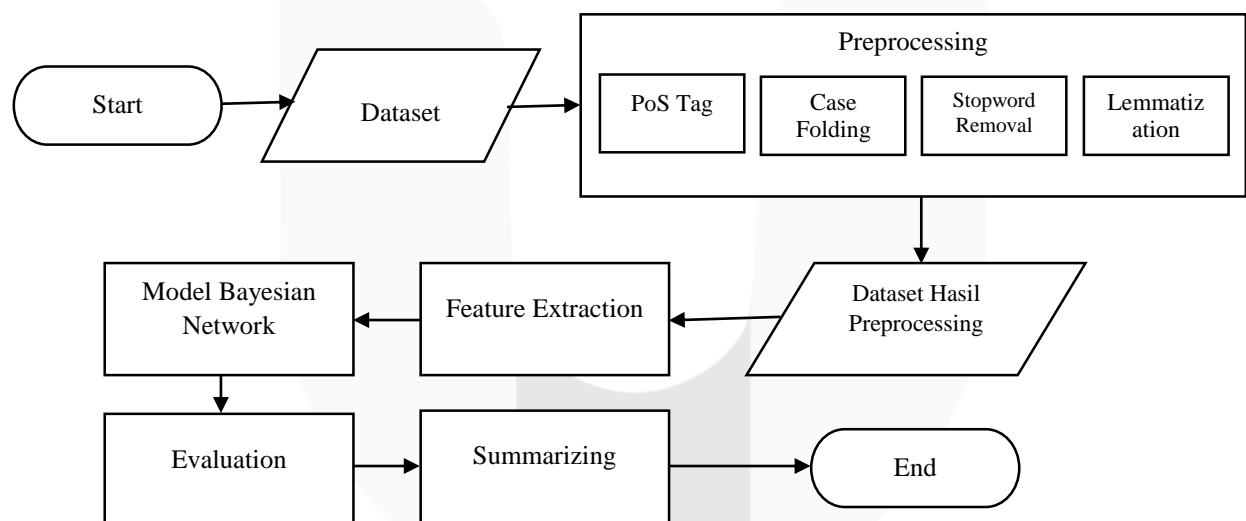 Start
Dataset
Preprocessing
PoS Tag
Case
Folding
Stopword
Removal
Lemmatiz
ation
Model Bayesian
Network
Feature Extraction
Dataset Hasil
Preprocessing
Evaluation
Summarizing
End